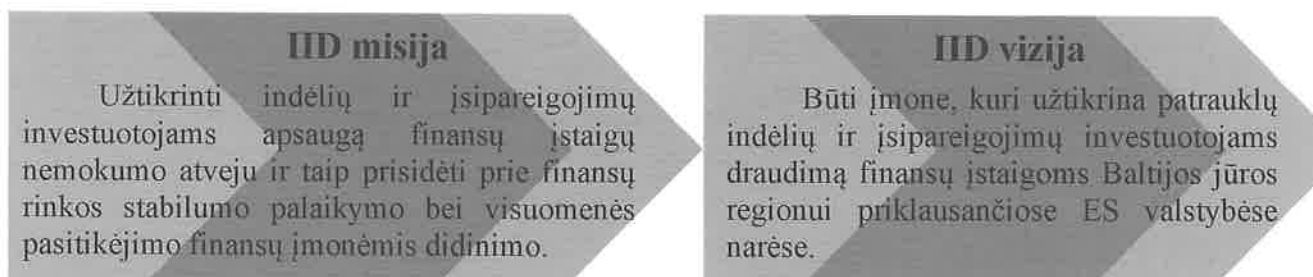 IID misija
Užtikrinti indėlių ir įsipareigojimų
investuotojams apsaugą finansų įstaigų
nemokumo atveju ir taip prisidėti prie finansų
rinkos stabilumo palaikymo bei visuomenės
pasitikėjimo finansų įmonėmis didinimo.
IID vizija
Būti įmone, kuri užtikrina patrauklų
indėlių ir įsipareigojimų investuotojams
draudimą finansų įstaigoms Baltijos jūros
regionui priklausančiose ES valstybėse
narėse.